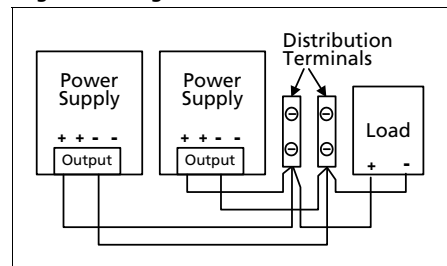 Distribution
Terminals
Power
Supply
Power
Supply
Load
+ + - -
+ + - -
Output
Output
+ -